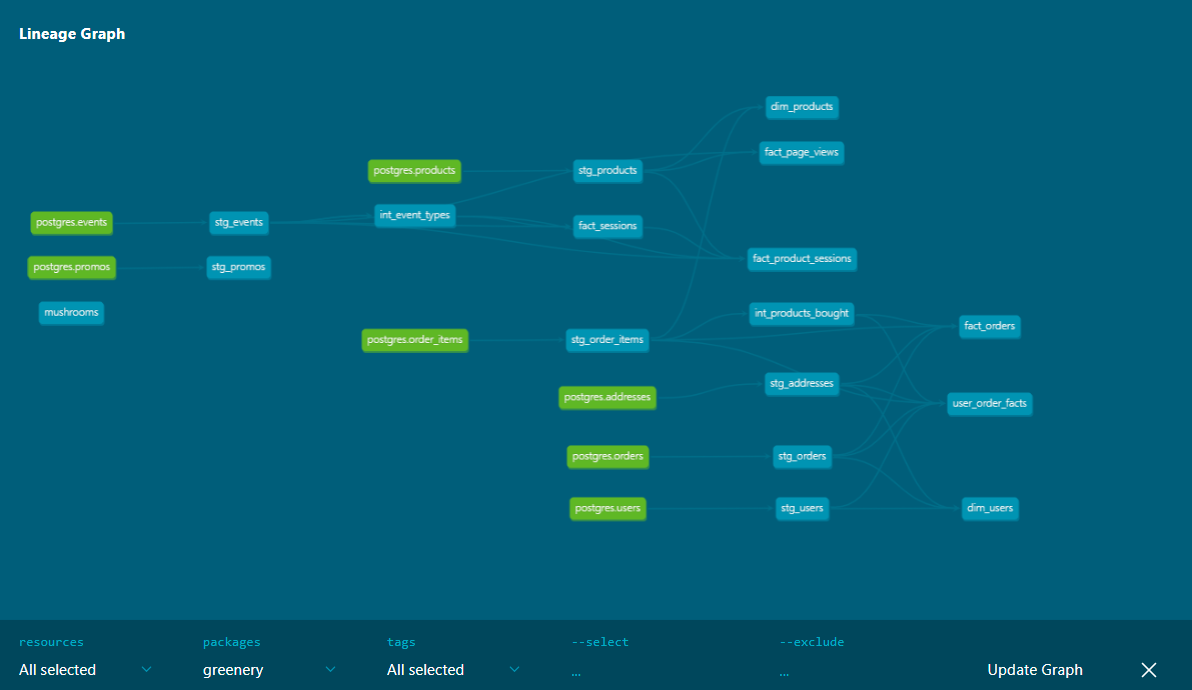 Lineage Graph
dim_products
fact_page_views
postgres.products
stg_products
int_event_types
postgres.events
stg_events
fact_sessions
fact_product_sessions
postgres.promos
stg_promos
mushrooms
int_products_bought
fact_orders
postgres.order_items
stg_order_items
stg_addresses
postgres.addresses
user_order_facts
postgres.orders
stg_orders
postgres.users
stg_users
dim_users
resources packages tags --select --exclude
All selected greenery All selected ... ... Update Graph